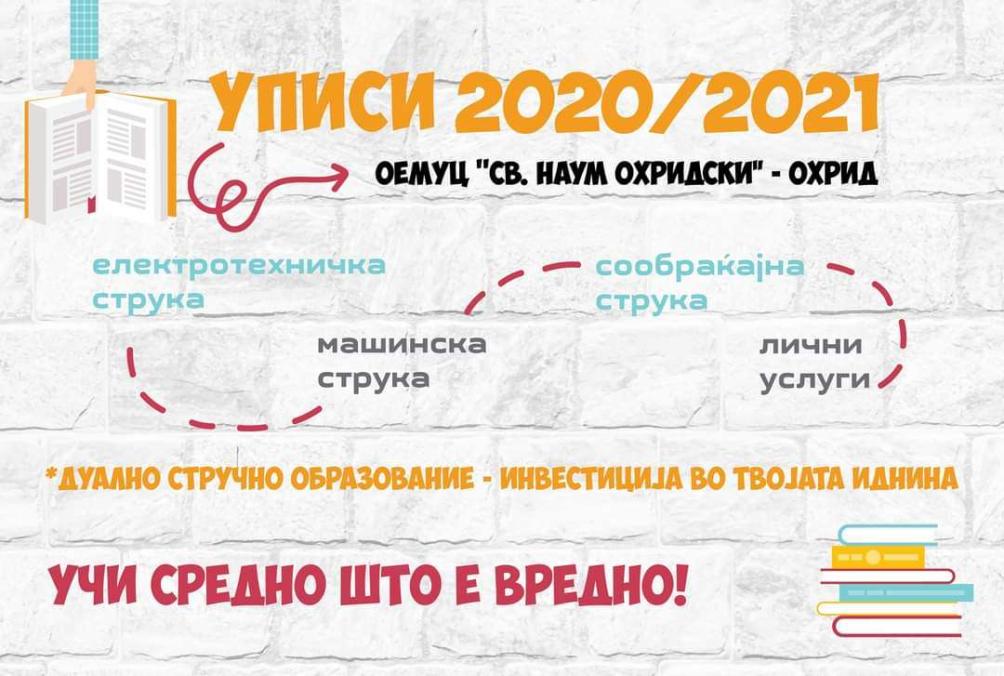 УПИСИ 2020/2021
ОЕМУЦ "СВ. НАУМ ОХРИДСКИ" - ОХРИД
електротехничка
струка
машинска
струка
сообраќајна
струка
лични
услуги
*ДУАЛНО СТРУЧНО ОБРАЗОВАНИЕ - ИНВЕСТИЦИЈА ВО ТВОЈАТА ИДНИНА
УЧИ СРЕДНО ШТО Е ВРЕДНО!